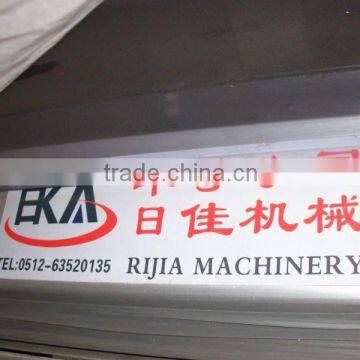 trade.china.cn
EKA
日佳机械
TEL:0512-63520135 RIJIA MACHINERY